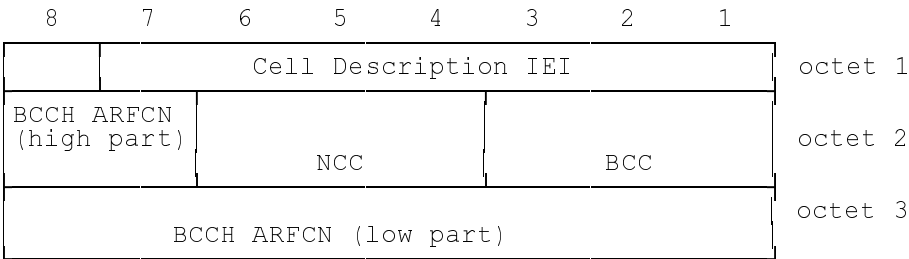 8 7 6 5 4 3 2 1
Cell Description IEI octet 1
BCCH ARFCN
(high part) octet 2
NCC BCC
octet 3
BCCH ARFCN (low part)